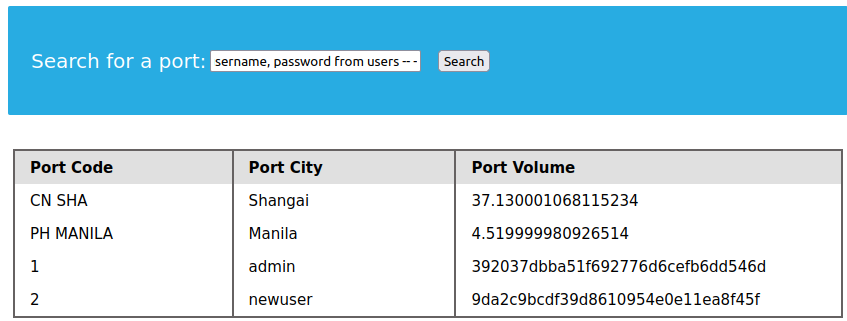 Search for a port: sername, password from users -- - Search
Port Code Port City Port Volume
CN SHA Shangai 37.130001068115234
PH MANILA Manila 4.519999980926514
1 admin 392037dbba51f692776d6cefb6dd546d
2 newuser 9da2c9bcdf39d8610954e0e11ea8f45f